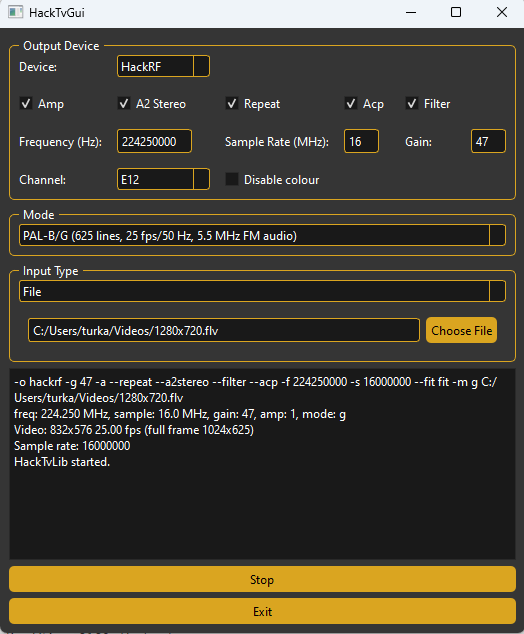 HackTvGui
Output Device
Device: HackRF
Amp A2 Stereo Repeat Acp Filter
Frequency (Hz): 224250000 Sample Rate (MHz): 16 Gain: 47
Channel: E12 Disable colour
Mode
PAL-B/G (625 lines, 25 fps/50 Hz, 5.5 MHz FM audio)
Input Type
File
C:/Users/turka/Videos/1280x720.flv Choose File
-o hackrf -g 47 -a --repeat --a2stereo --filter --acp -f 224250000 -s 16000000 --fit fit -m g C:/
Users/turka/Videos/1280x720.flv
freq: 224.250 MHz, sample: 16.0 MHz, gain: 47, amp: 1, mode: g
Video: 832x576 25.00 fps (full frame 1024x625)
Sample rate: 16000000
HackTvLib started.
Stop
Exit